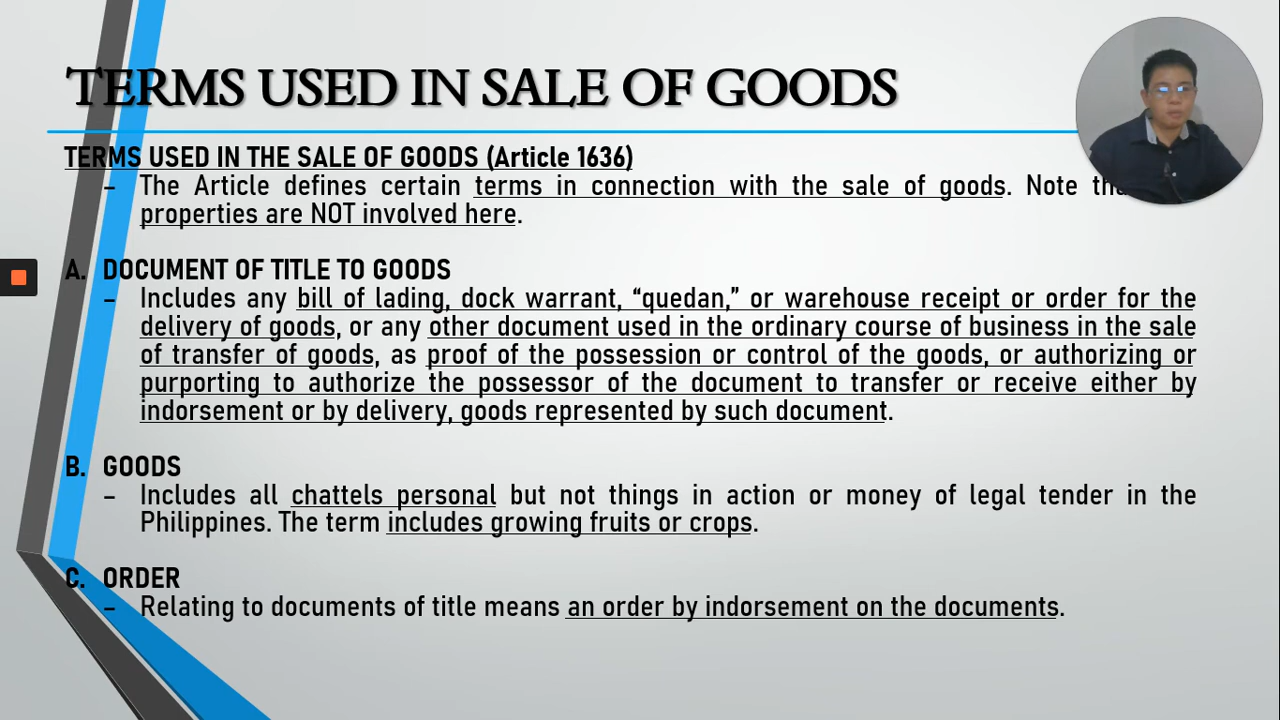 TERMS USED IN SALE OF GOODS
TERMS USED IN THE SALE OF GOODS (Article 1636)
– The Article defines certain terms in connection with the sale of goods. Note
properties are NOT involved here.
A. DOCUMENT OF TITLE TO GOODS
– Includes any bill of lading, dock warrant, “quedan,” or warehouse receipt or order for the
delivery of goods, or any other document used in the ordinary course of business in the sale
of transfer of goods, as proof of the possession or control of the goods, or authorizing or
purporting to authorize the possessor of the document to transfer or receive either by
indorsement or by delivery, goods represented by such document.
B. GOODS
– Includes all chattels personal but not things in action or money of legal tender in the
Philippines. The term includes growing fruits or crops.
C. ORDER
– Relating to documents of title means an order by indorsement on the documents.